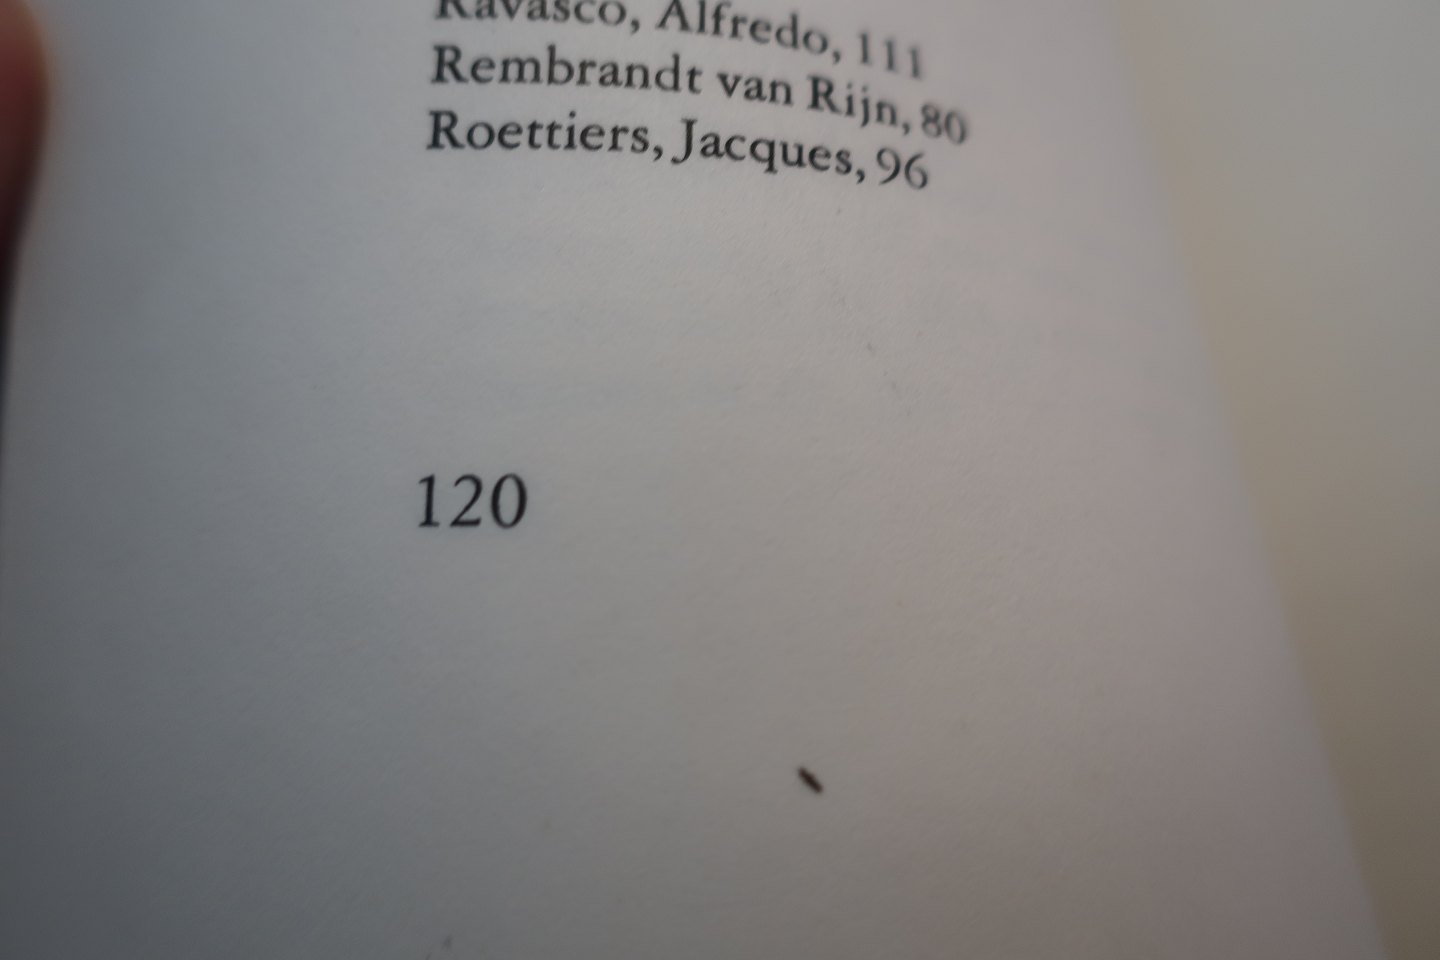 Ravasco, Alfredo, 111
Rembrandt van Rijn, 80
Roettiers, Jacques, 96
120